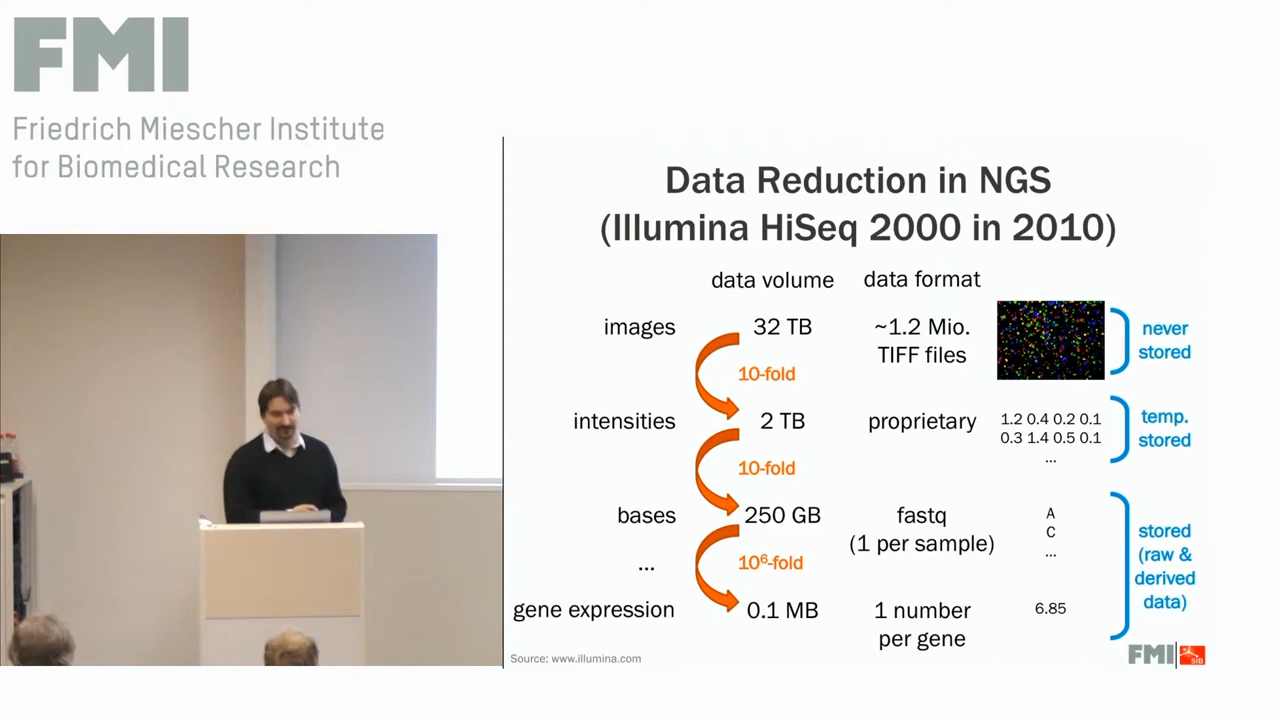 FMI
Friedrich Miescher Institute
for Biomedical Research
Data Reduction in NGS
(Illumina HiSeq 2000 in 2010)
data volume data format
images 32 TB ~1.2 Mio. TIFF files never stored
10-fold
intensities 2 TB proprietary 1.2 0.4 0.2 0.1 0.3 1.4 0.5 0.1 ... temp. stored
10-fold
bases 250 GB fastq (1 per sample) A C ... stored (raw & derived data)
... 10⁶-fold
gene expression 0.1 MB 1 number per gene 6.85
Source: www.illumina.com
FMI SIB